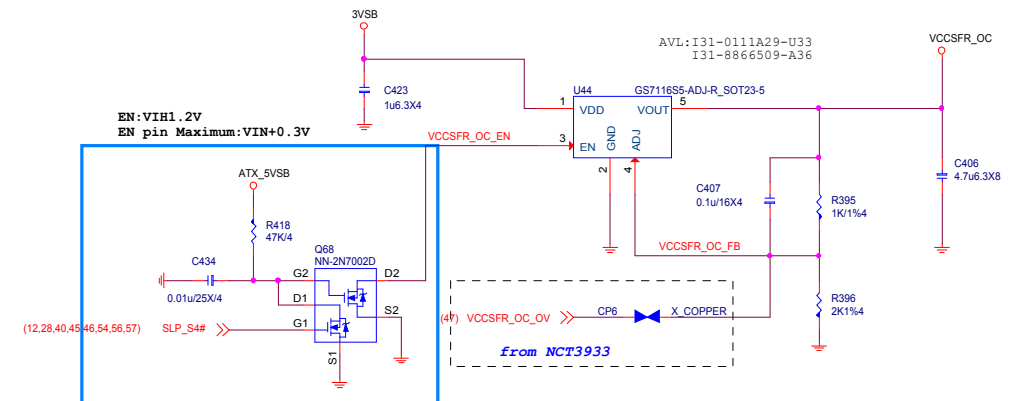 3VSB
AVL:I31-0111A29-U33
I31-8866509-A36
VCCSFR_OC
C423
1u6.3X4
U44
GS7116S5-ADJ-R_SOT23-5
1
VDD
VOUT
5
EN:VIH1.2V
EN pin Maximum:VIN+0.3V
VCCSFR_OC_EN
3
EN
GND
ADJ
2
4
ATX_5VSB
R418
47K/4
C407
0.1u/16X4
R395
1K/1%4
C406
4.7u6.3X8
Q68
NN-2N7002D
VCCSFR_OC_FB
C434
0.01u/25X/4
G2
D2
D1
S2
G1
S1
(12,28,40,45,46,54,56,57)
SLP_S4#
(47)
VCCSFR_OC_OV
CP6
X_COPPER
R396
2K1%4
from NCT3933